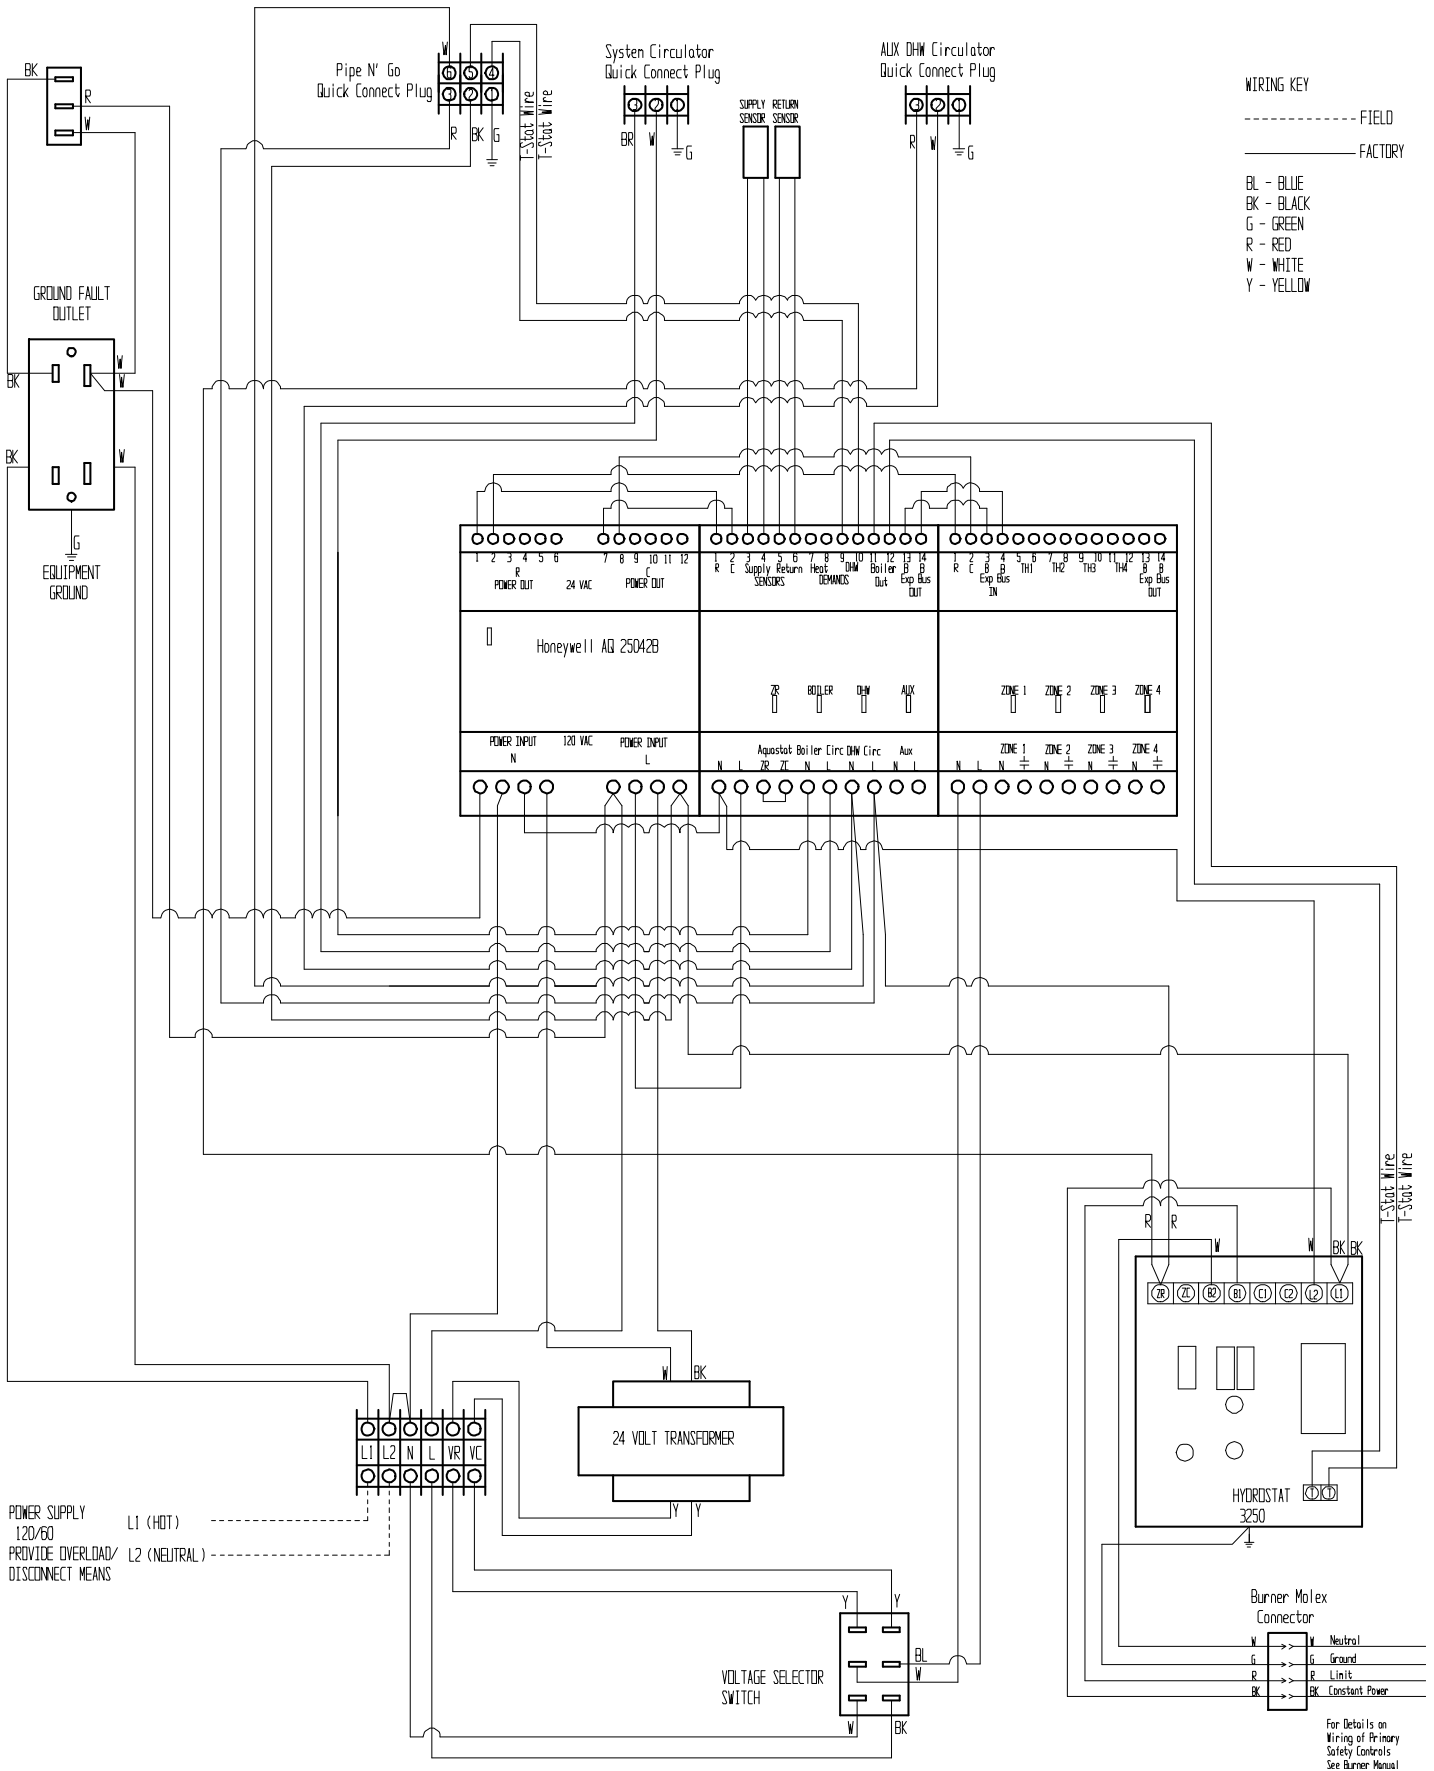 BK
R
W
W
Pipe N' Go
Quick Connect Plug
6 5 4
3 2 1
R
BK
G
T-Stat Wire
T-Stat Wire
System Circulator
Quick Connect Plug
3 2 1
BR
W
G
SUPPLY
SENSOR
RETURN
SENSOR
AUX DHW Circulator
Quick Connect Plug
3 2 1
R
W
G
WIRING KEY
FIELD
FACTORY
BL - BLUE
BK - BLACK
G - GREEN
R - RED
W - WHITE
Y - YELLOW
GROUND FAULT
OUTLET
BK
W
W
BK
W
G
EQUIPMENT
GROUND
1 2 3 4 5 6
R
POWER OUT
24 VAC
7 8 9 10 11 12
C
POWER OUT
1 2 3 4 5 6 7 8 9 10 11 12 13 14
R C Supply Return Heat DHW Boiler B B
SENSORS
DEMANDS
Out
Exp Bus
OUT
1 2 3 4 5 6 7 8 9 10 11 12 13 14
R C B B TH1 TH2 TH3 TH4 B B
Exp Bus
IN
Exp Bus
OUT
Honeywell AQ 25042B
ZR
BOILER
DHW
AUX
ZONE 1
ZONE 2
ZONE 3
ZONE 4
POWER INPUT
N
120 VAC
POWER INPUT
L
Aquastat Boiler Circ DHW Circ Aux
N L ZR ZC N L N L N L
ZONE 1 ZONE 2 ZONE 3 ZONE 4
N L N N N N
T-Stat Wire
T-Stat Wire
R
R
W
W
BK
BK
ZR ZC B2 B1 C1 C2 L2 L1
T T
HYDROSTAT
3250
W
BK
24 VOLT TRANSFORMER
Y
Y
L1 L2 N L VR VC
POWER SUPPLY
120/60
PROVIDE OVERLOAD/
DISCONNECT MEANS
L1 (HOT)
L2 (NEUTRAL)
Y
Y
BL
W
W
BK
VOLTAGE SELECTOR
SWITCH
Burner Molex
Connector
W W Neutral
G G Ground
R R Limit
BK BK Constant Power
For Details on
Wiring of Primary
Safety Controls
See Burner Manual